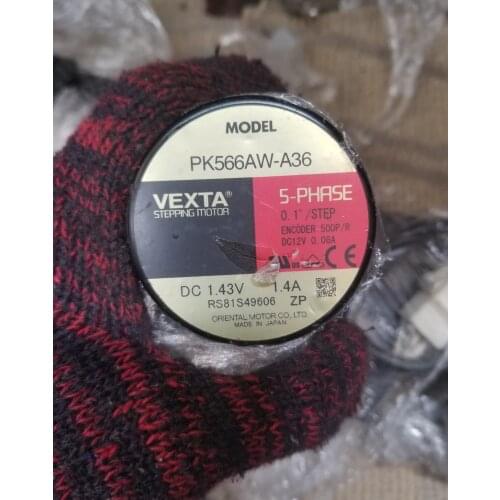 MODEL
PK566AW-A36
VEXTA®
STEPPING MOTOR
5-PHASE
0.1°/STEP
ENCODER 500P/R
DC12V 0.06A
DC 1.43V 1.4A
RS81S49606 ZP
ORIENTAL MOTOR CO.,LTD.
MADE IN JAPAN